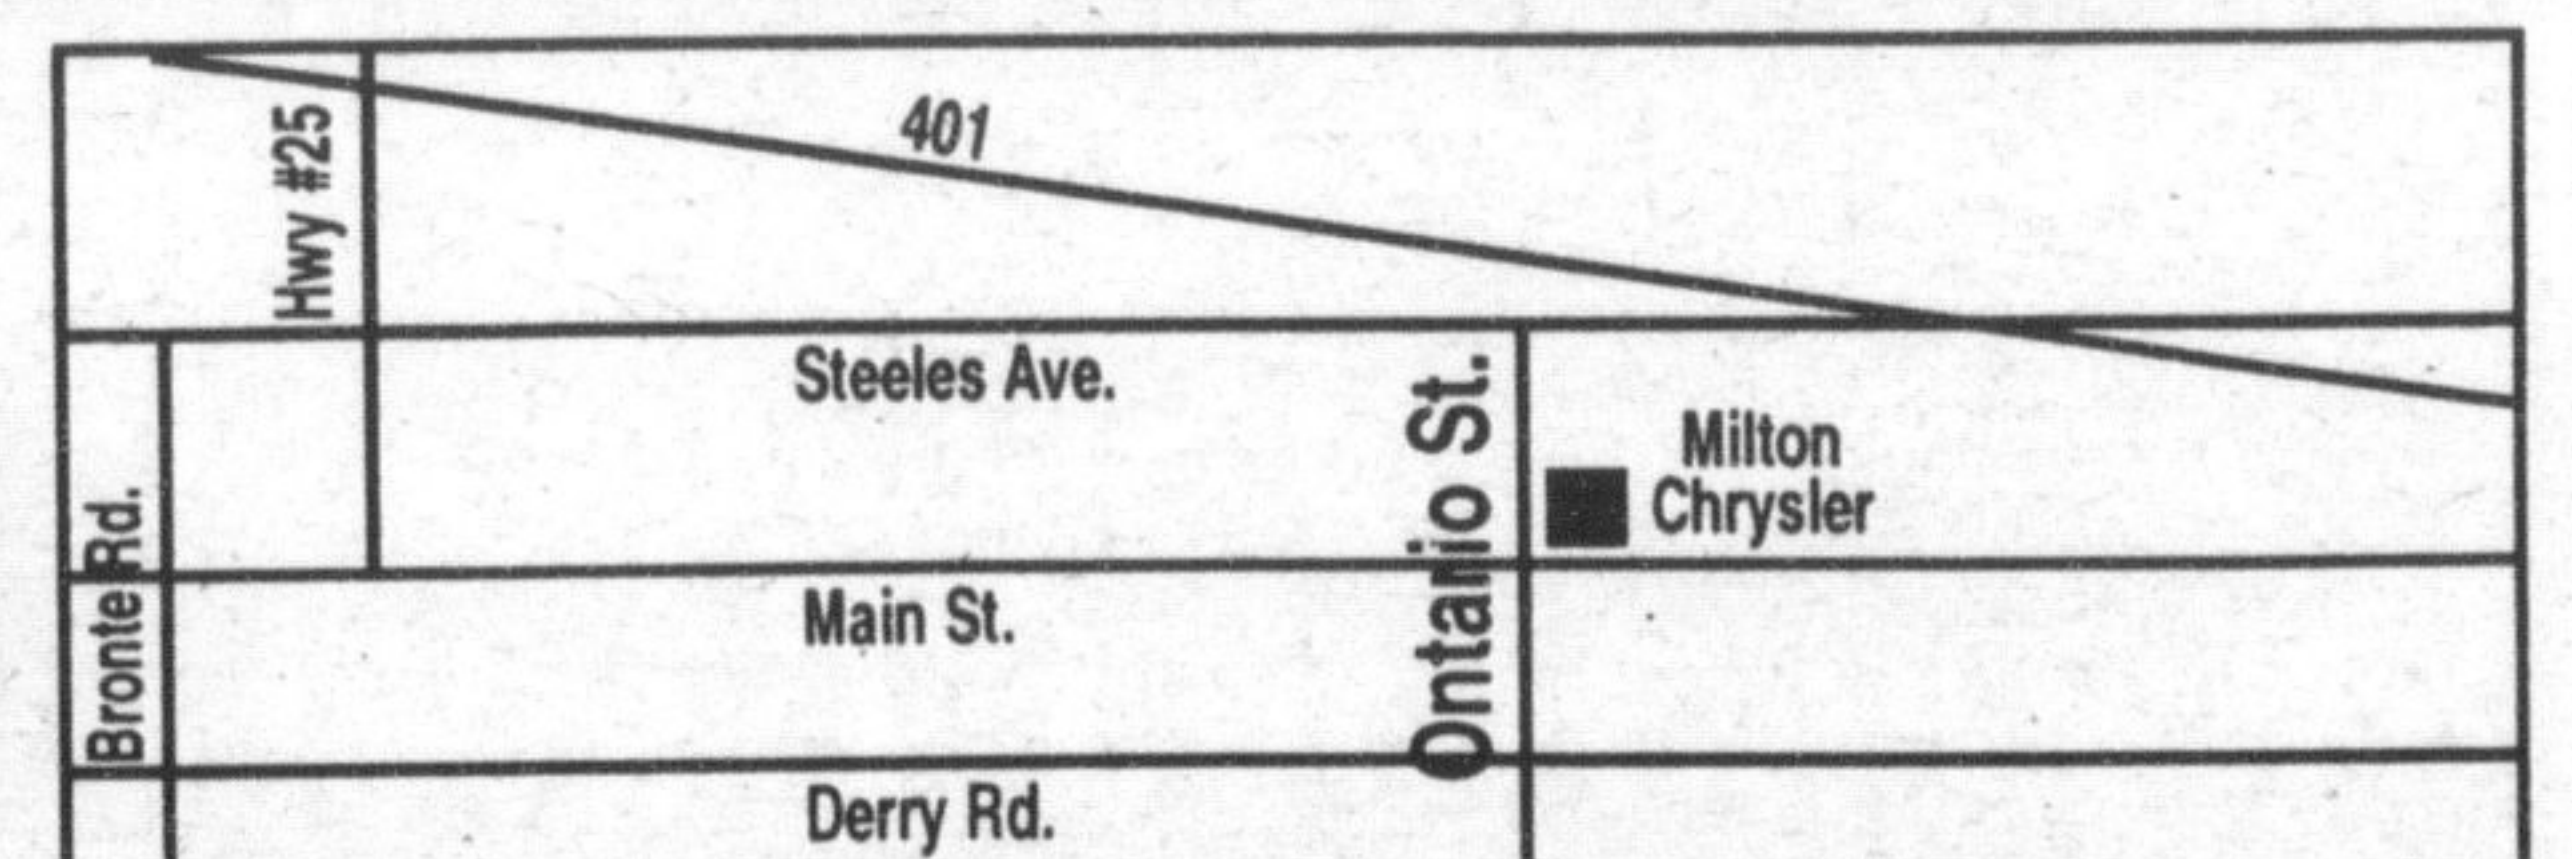 401
Hwy #25
Steeles Ave.
Ontario St.
Milton
Chrysler
Bronte Rd.
Main St.
Derry Rd.